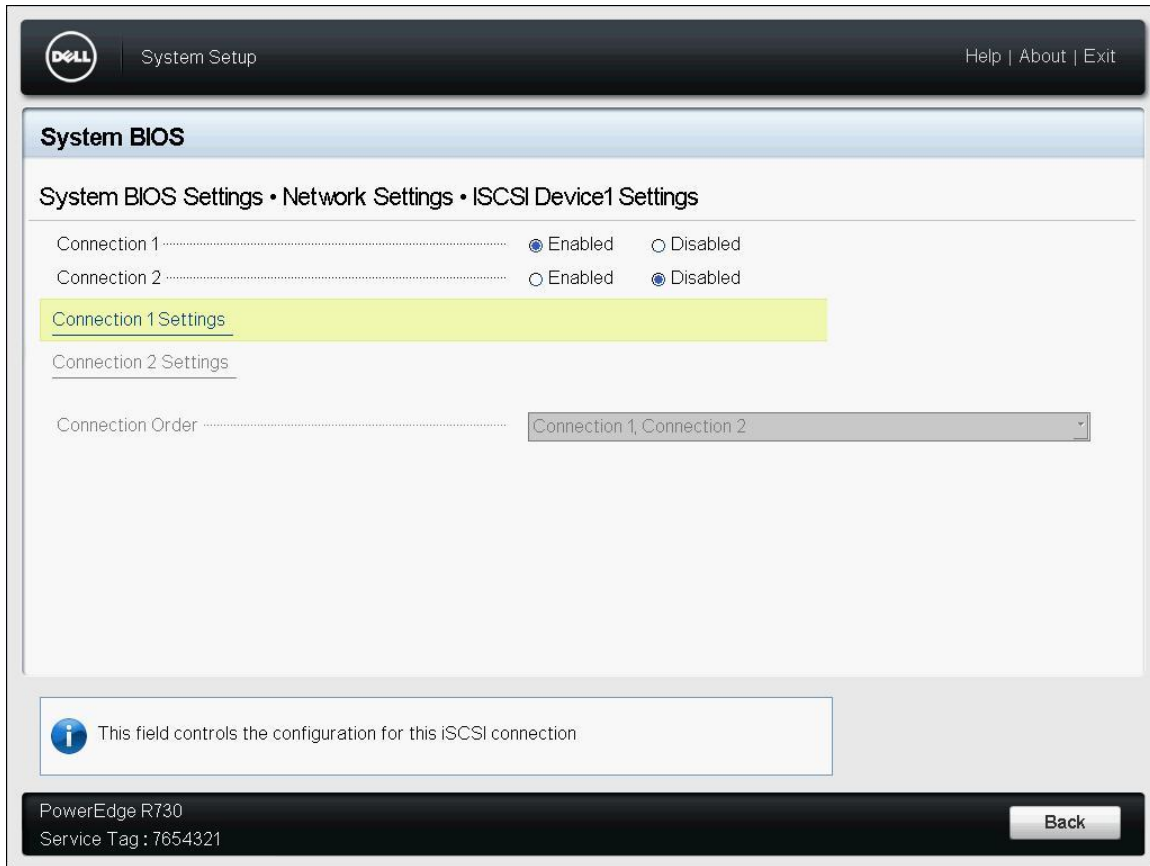 DELL
System Setup
Help | About | Exit
System BIOS
System BIOS Settings • Network Settings • ISCSI Device1 Settings
Connection 1 Enabled Disabled
Connection 2 Enabled Disabled
Connection 1 Settings
Connection 2 Settings
Connection Order Connection 1, Connection 2
This field controls the configuration for this iSCSI connection
PowerEdge R730
Service Tag : 7654321
Back